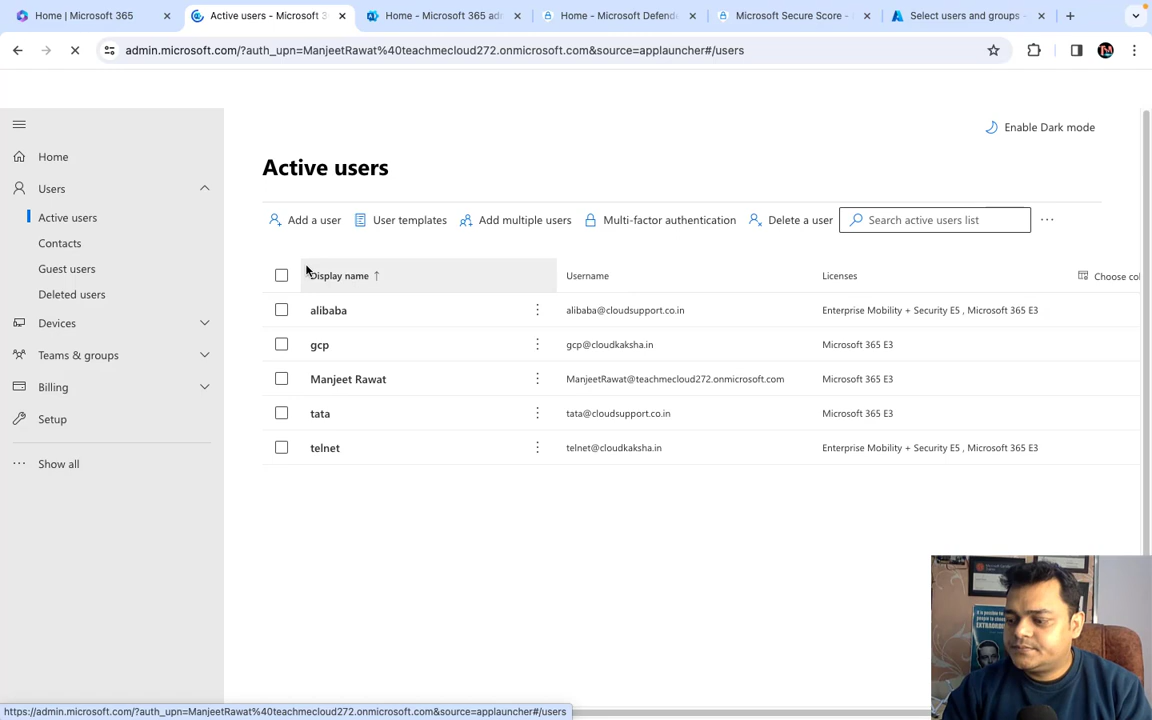 Home | Microsoft 365
Active users - Microsoft 3
Home - Microsoft 365 ad
Home - Microsoft Defend
Microsoft Secure Score -
Select users and groups -
admin.microsoft.com/?auth_upn=ManjeetRawat%40teachmecloud272.onmicrosoft.com&source=applauncher#/users
Enable Dark mode
Home
Users
Active users
Contacts
Guest users
Deleted users
Devices
Teams & groups
Billing
Setup
Show all
Active users
Add a user
User templates
Add multiple users
Multi-factor authentication
Delete a user
Search active users list
Display name ↑
Username
Licenses
Choose col
alibaba
alibaba@cloudsupport.co.in
Enterprise Mobility + Security E5 , Microsoft 365 E3
gcp
gcp@cloudkaksha.in
Microsoft 365 E3
Manjeet Rawat
ManjeetRawat@teachmecloud272.onmicrosoft.com
Microsoft 365 E3
tata
tata@cloudsupport.co.in
Microsoft 365 E3
telnet
telnet@cloudkaksha.in
Enterprise Mobility + Security E5 , Microsoft 365 E3
https://admin.microsoft.com/?auth_upn=ManjeetRawat%40teachmecloud272.onmicrosoft.com&source=applauncher#/users